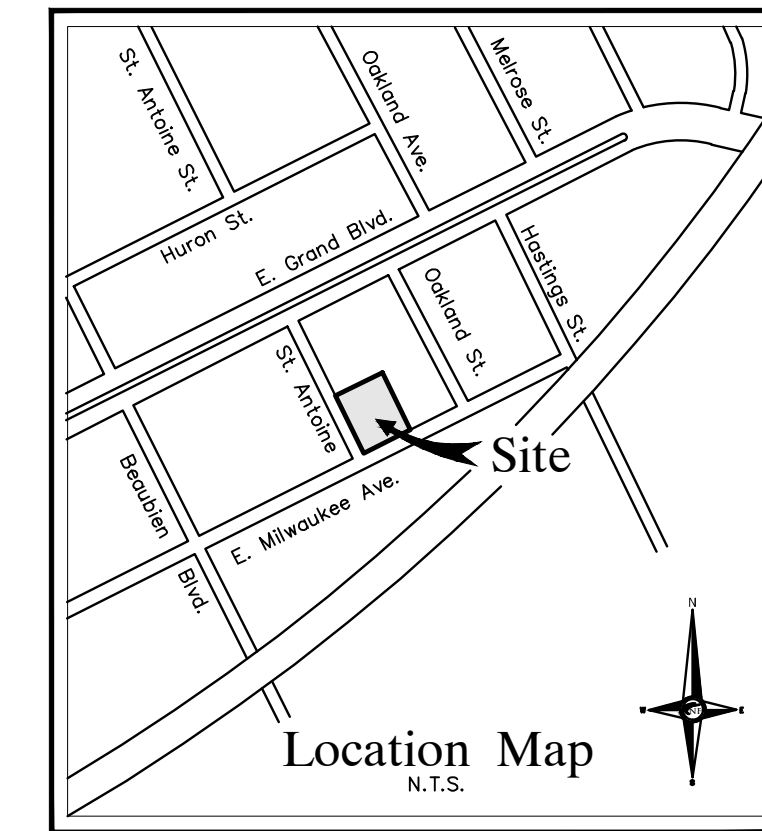 St. Antoine St.
Oakland Ave.
Melrose St.
Huron St.
E. Grand Blvd.
Hastings St.
Oakland St.
St. Antoine
Beaubien
Blvd.
E. Milwaukee Ave.
Site
N
W
E
S
Location Map
N.T.S.